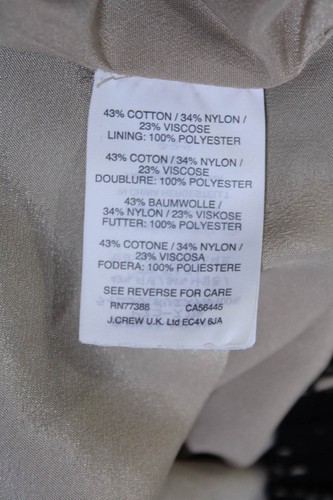 43% COTTON / 34% NYLON /
23% VISCOSE
LINING: 100% POLYESTER
43% COTON / 34% NYLON /
23% VISCOSE
DOUBLURE: 100% POLYESTER
43% BAUMWOLLE /
34% NYLON / 23% VISKOSE
FUTTER: 100% POLYESTER
43% COTONE / 34% NYLON /
23% VISCOSA
FODERA: 100% POLIESTERE
SEE REVERSE FOR CARE
RN77388 CA56445
J.CREW U.K. Ltd EC4V 6JA